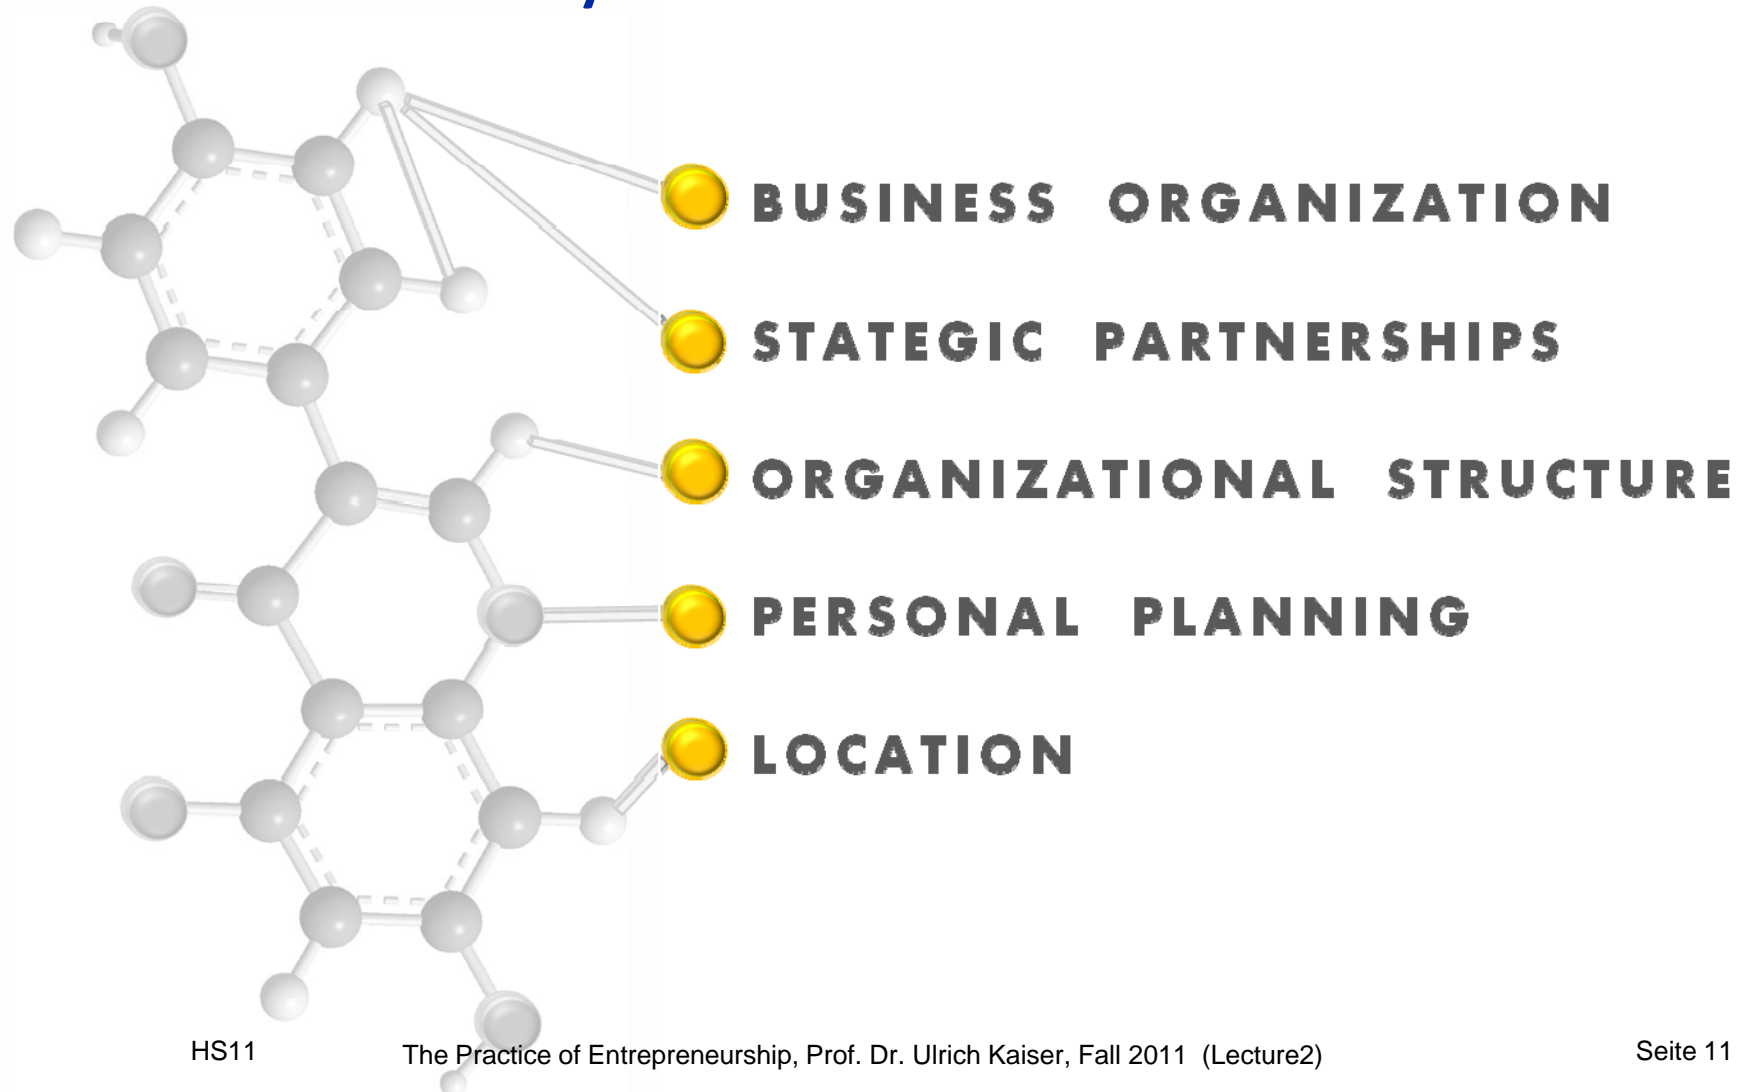 BUSINESS ORGANIZATION
STATEGIC PARTNERSHIPS
ORGANIZATIONAL STRUCTURE
PERSONAL PLANNING
LOCATION
HS11 The Practice of Entrepreneurship, Prof. Dr. Ulrich Kaiser, Fall 2011 (Lecture2) Seite 11